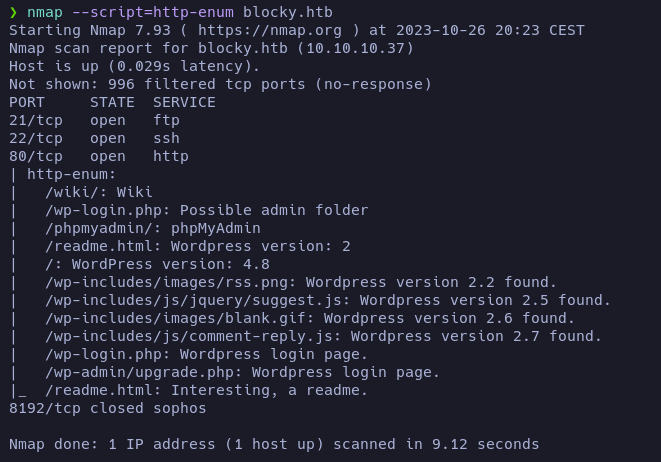 ❯ nmap --script=http-enum blocky.htb
Starting Nmap 7.93 ( https://nmap.org ) at 2023-10-26 20:23 CEST
Nmap scan report for blocky.htb (10.10.10.37)
Host is up (0.029s latency).
Not shown: 996 filtered tcp ports (no-response)
PORT     STATE  SERVICE
21/tcp   open   ftp
22/tcp   open   ssh
80/tcp   open   http
| http-enum:
|   /wiki/: Wiki
|   /wp-login.php: Possible admin folder
|   /phpmyadmin/: phpMyAdmin
|   /readme.html: Wordpress version: 2
|   /: WordPress version: 4.8
|   /wp-includes/images/rss.png: Wordpress version 2.2 found.
|   /wp-includes/js/jquery/suggest.js: Wordpress version 2.5 found.
|   /wp-includes/images/blank.gif: Wordpress version 2.6 found.
|   /wp-includes/js/comment-reply.js: Wordpress version 2.7 found.
|   /wp-login.php: Wordpress login page.
|   /wp-admin/upgrade.php: Wordpress login page.
|_  /readme.html: Interesting, a readme.
8192/tcp closed sophos
Nmap done: 1 IP address (1 host up) scanned in 9.12 seconds